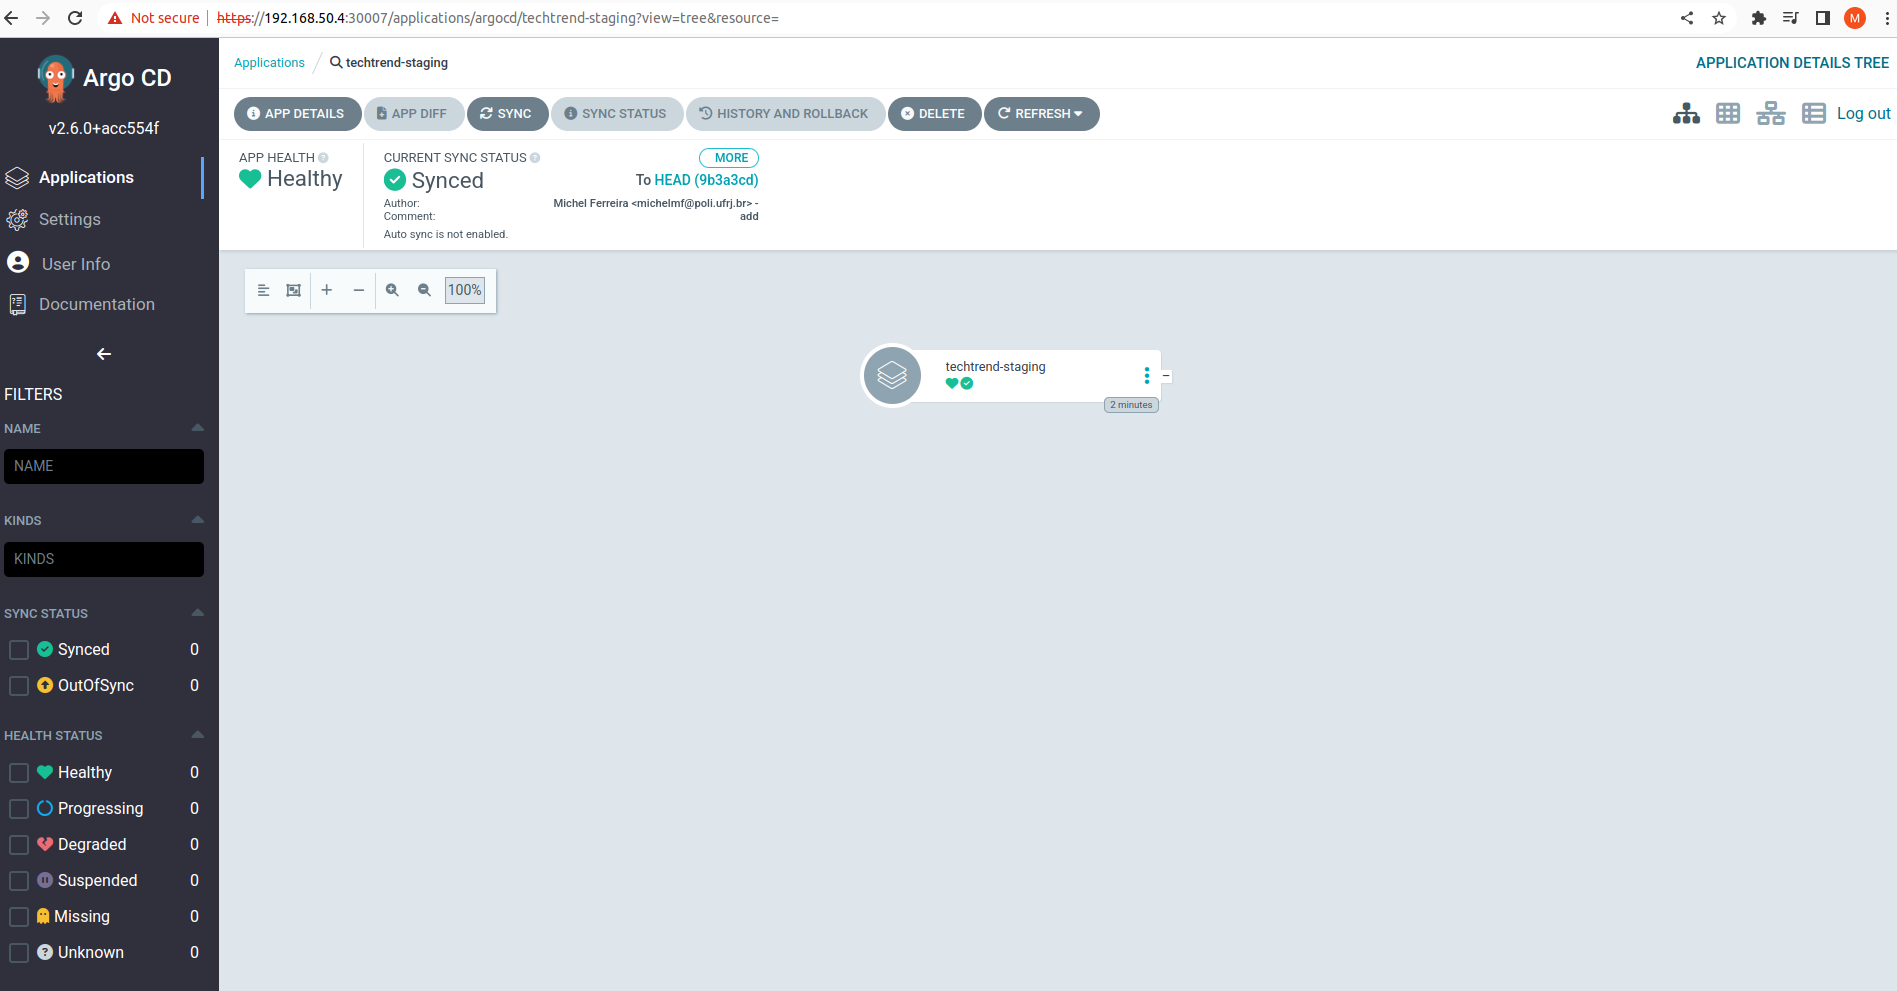 Not secure https://192.168.50.4:30007/applications/argocd/techtrend-staging?view=tree&resource= M
Argo CD
v2.6.0+acc554f
Applications
Settings
User Info
Documentation
FILTERS
NAME
NAME
KINDS
KINDS
SYNC STATUS
Synced 0
OutOfSync 0
HEALTH STATUS
Healthy 0
Progressing 0
Degraded 0
Suspended 0
Missing 0
Unknown 0
Applications / techtrend-staging APPLICATION DETAILS TREE
APP DETAILS APP DIFF SYNC SYNC STATUS HISTORY AND ROLLBACK DELETE REFRESH Log out
APP HEALTH
Healthy
CURRENT SYNC STATUS MORE
Synced To HEAD (9b3a3cd)
Author: Michel Ferreira <michelmf@poli.ufrj.br> -
Comment: add
Auto sync is not enabled.
100%
techtrend-staging
2 minutes